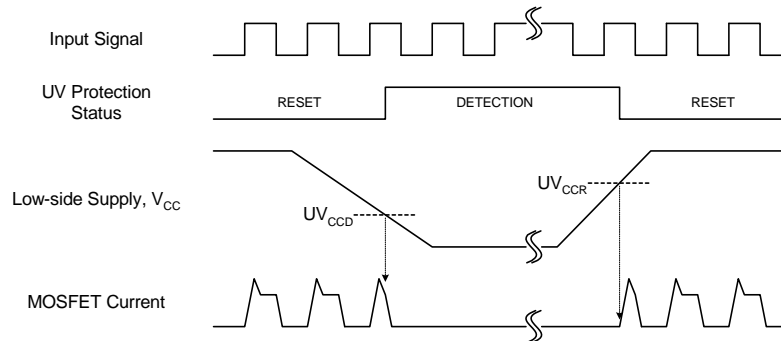 Input Signal
UV Protection
Status
RESET
DETECTION
RESET
Low-side Supply, VCC
UVCCD
UVCCR
MOSFET Current